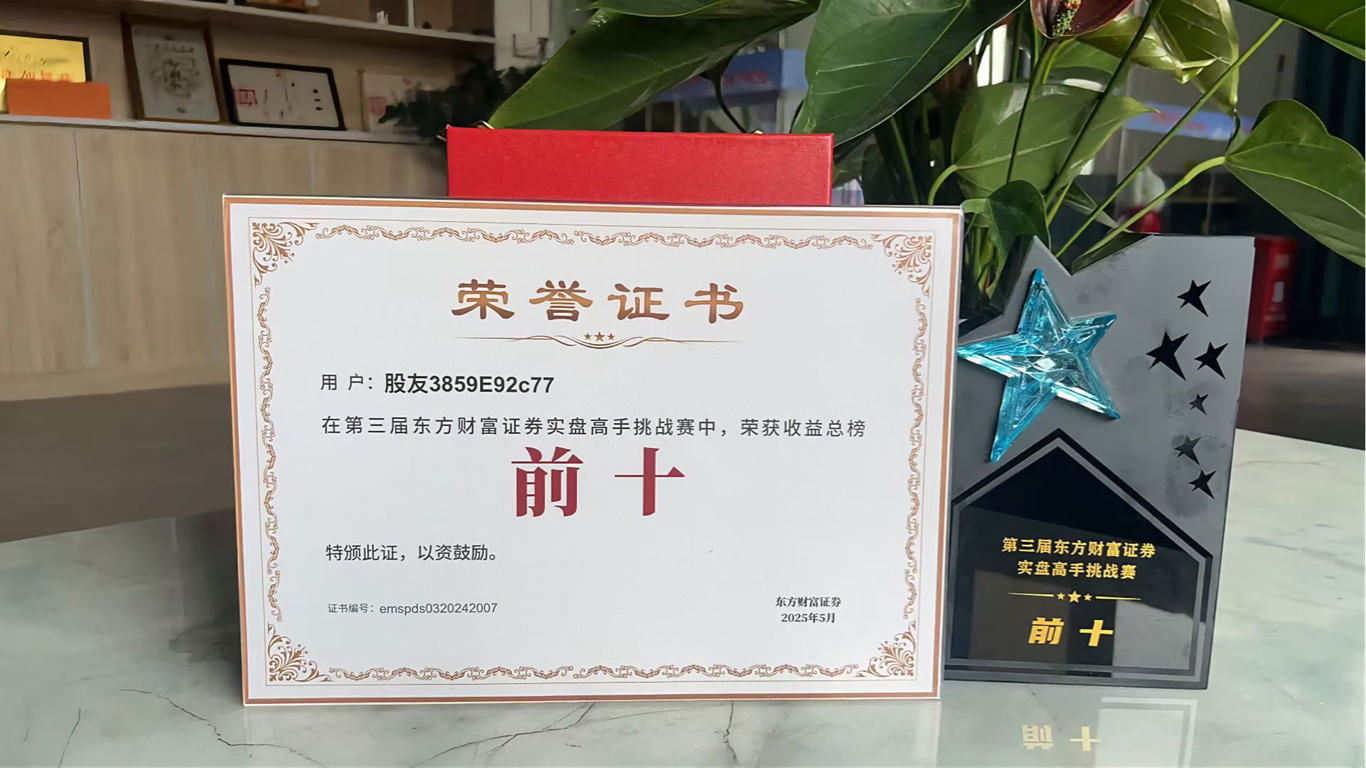 荣誉证书
用 户：股友3859E92c77
在第三届东方财富证券实盘高手挑战赛中，荣获收益总榜
前十
特颁此证，以资鼓励。
证书编号：emspds0320242007
东方财富证券
2025年5月
第三届东方财富证券
实盘高手挑战赛
前十